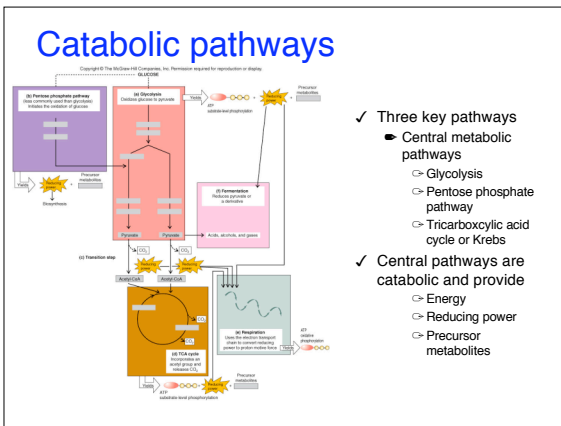 Catabolic pathways
Copyright © The McGraw-Hill Companies, Inc. Permission required for reproduction or display.
GLUCOSE
(b) Pentose phosphate pathway
(less commonly used than glycolysis)
Initiates the oxidation of glucose
(a) Glycolysis
Oxidizes glucose to pyruvate
Yields
ATP
substrate-level phosphorylation
+
Reducing
power
+
Precursor
metabolites
Yields
Reducing
power
+
Precursor
metabolites
Biosynthesis
(f) Fermentation
Reduces pyruvate or
a derivative
Pyruvate
Pyruvate
Acids, alcohols, and gases
CO2
CO2
(c) Transition step
Reducing
power
Reducing
power
Acetyl-CoA
Acetyl-CoA
CO2
CO2
(d) TCA cycle
Incorporates an
acetyl group and
releases CO2
(e) Respiration
Uses the electron transport
chain to convert reducing
power to proton motive force
Yields
ATP
oxidative
phosphorylation
Yields
ATP
substrate-level phosphorylation
+
Reducing
power
+
Precursor
metabolites
✓ Three key pathways
Central metabolic
pathways
Glycolysis
Pentose phosphate
pathway
Tricarboxcylic acid
cycle or Krebs
✓ Central pathways are
catabolic and provide
Energy
Reducing power
Precursor
metabolites